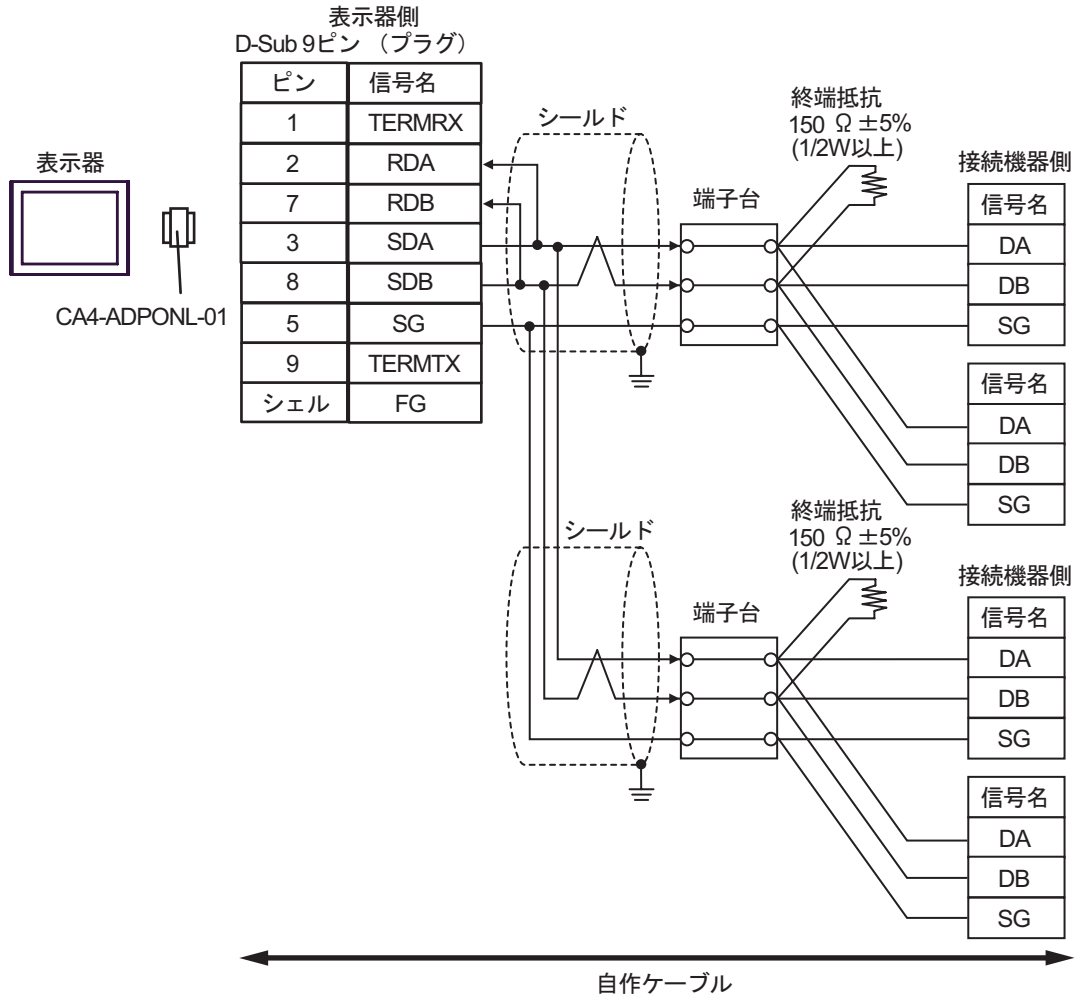 表示器側
D-Sub 9ピン （プラグ）
ピン 信号名
1 TERMRX
2 RDA
7 RDB
3 SDA
8 SDB
5 SG
9 TERMTX
シェル FG
表示器
CA4-ADPONL-01
シールド
端子台
終端抵抗
150 Ω ±5%
(1/2W以上)
接続機器側
信号名
DA
DB
SG
信号名
DA
DB
SG
シールド
端子台
終端抵抗
150 Ω ±5%
(1/2W以上)
接続機器側
信号名
DA
DB
SG
信号名
DA
DB
SG
自作ケーブル